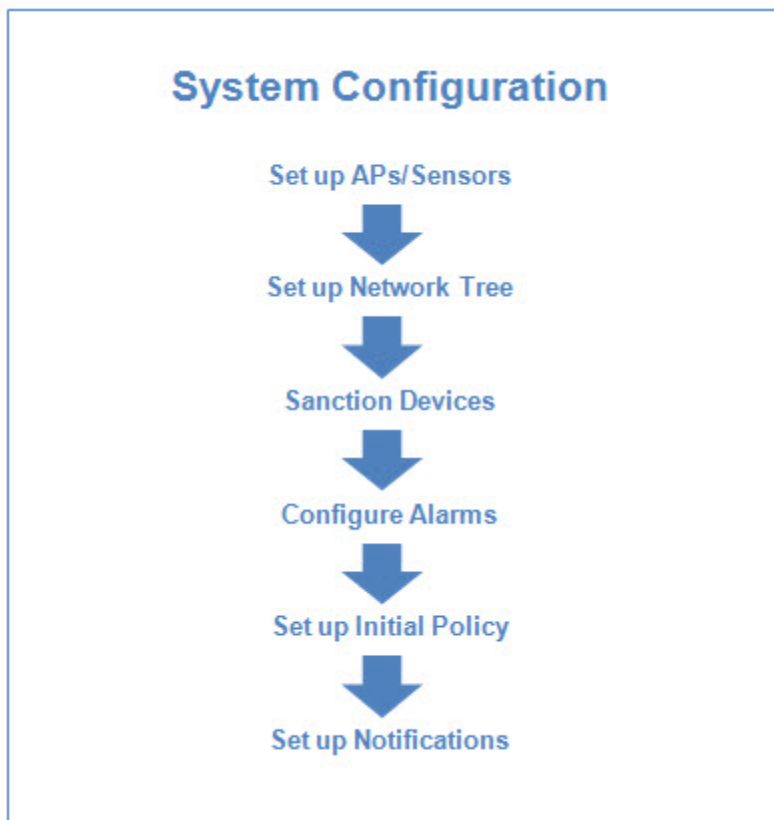 System Configuration
Set up APs/Sensors
Set up Network Tree
Sanction Devices
Configure Alarms
Set up Initial Policy
Set up Notifications